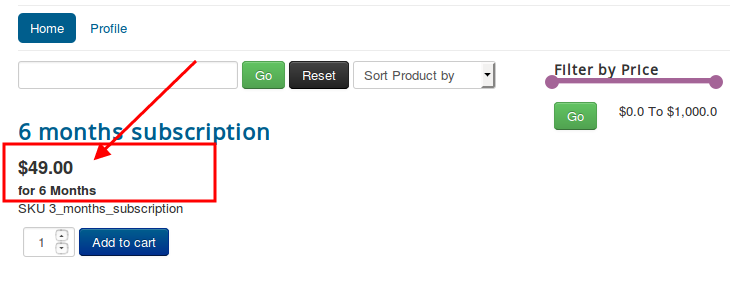 Home Profile
Go Reset Sort Product by
Filter by Price
Go $0.0 To $1,000.0
6 months subscription
$49.00
for 6 Months
SKU 3_months_subscription
1 Add to cart